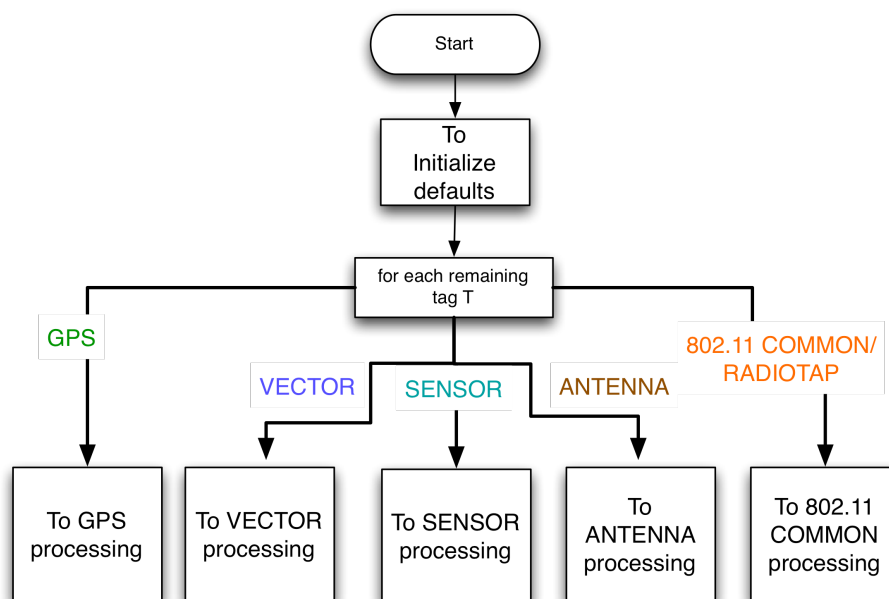 Start
To
Initialize
defaults
for each remaining
tag T
GPS
802.11 COMMON/
RADIOTAP
VECTOR
SENSOR
ANTENNA
To GPS
processing
To VECTOR
processing
To SENSOR
processing
To
ANTENNA
processing
To 802.11
COMMON
processing